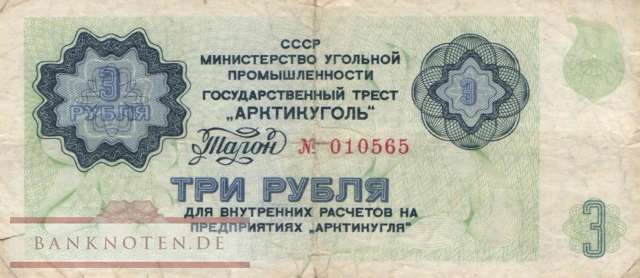 СССР
МИНИСТЕРСТВО УГОЛЬНОЙ
ПРОМЫШЛЕННОСТИ
ГОСУДАРСТВЕННЫЙ ТРЕСТ
„АРКТИКУГОЛЬ"
Талон № 010565
3
РУБЛЯ
3
ТРИ РУБЛЯ
ДЛЯ ВНУТРЕННИХ РАСЧЕТОВ НА
ПРЕДПРИЯТИЯХ „АРКТИКУГЛЯ"
3
BANKNOTEN.DE